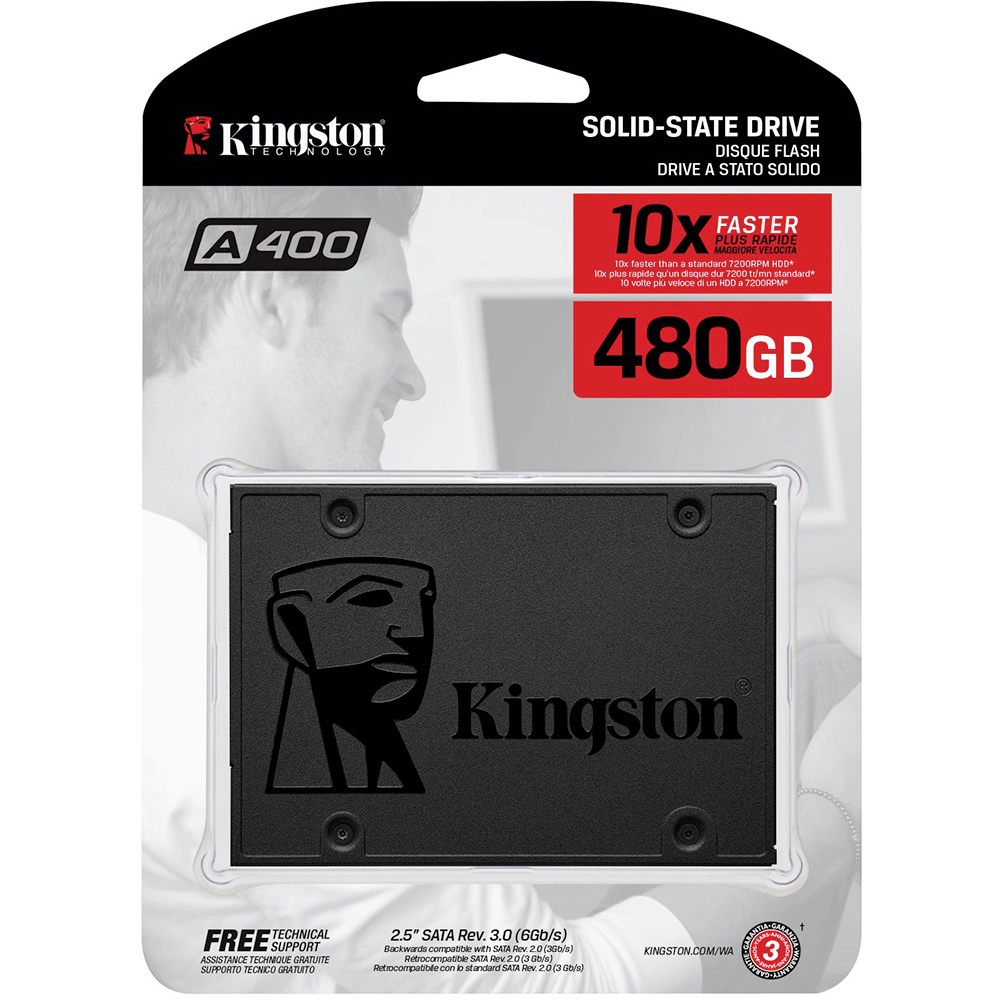 Kingston®
TECHNOLOGY
SOLID-STATE DRIVE
DISQUE FLASH
DRIVE A STATO SOLIDO
A400
10x FASTER
PLUS RAPIDE
MAGGIORE VELOCITÀ
10x faster than a standard 7200RPM HDD*
10x plus rapide qu'un disque dur 7200 tr/mn standard*
10 volte più veloce di un HDD a 7200RPM*
480GB
Kingston®
FREE TECHNICAL SUPPORT
ASSISTANCE TECHNIQUE GRATUITE
SUPPORTO TECNICO GRATUITO
2.5” SATA Rev. 3.0 (6Gb/s)
Backwards compatible with SATA Rev. 2.0 (3Gb/s)
Rétrocompatible SATA Rev. 2.0 (3 Gb/s)
Retrocompatibile con lo standard SATA Rev. 2.0 (3 Gb/s)
KINGSTON.COM/WA
3
†